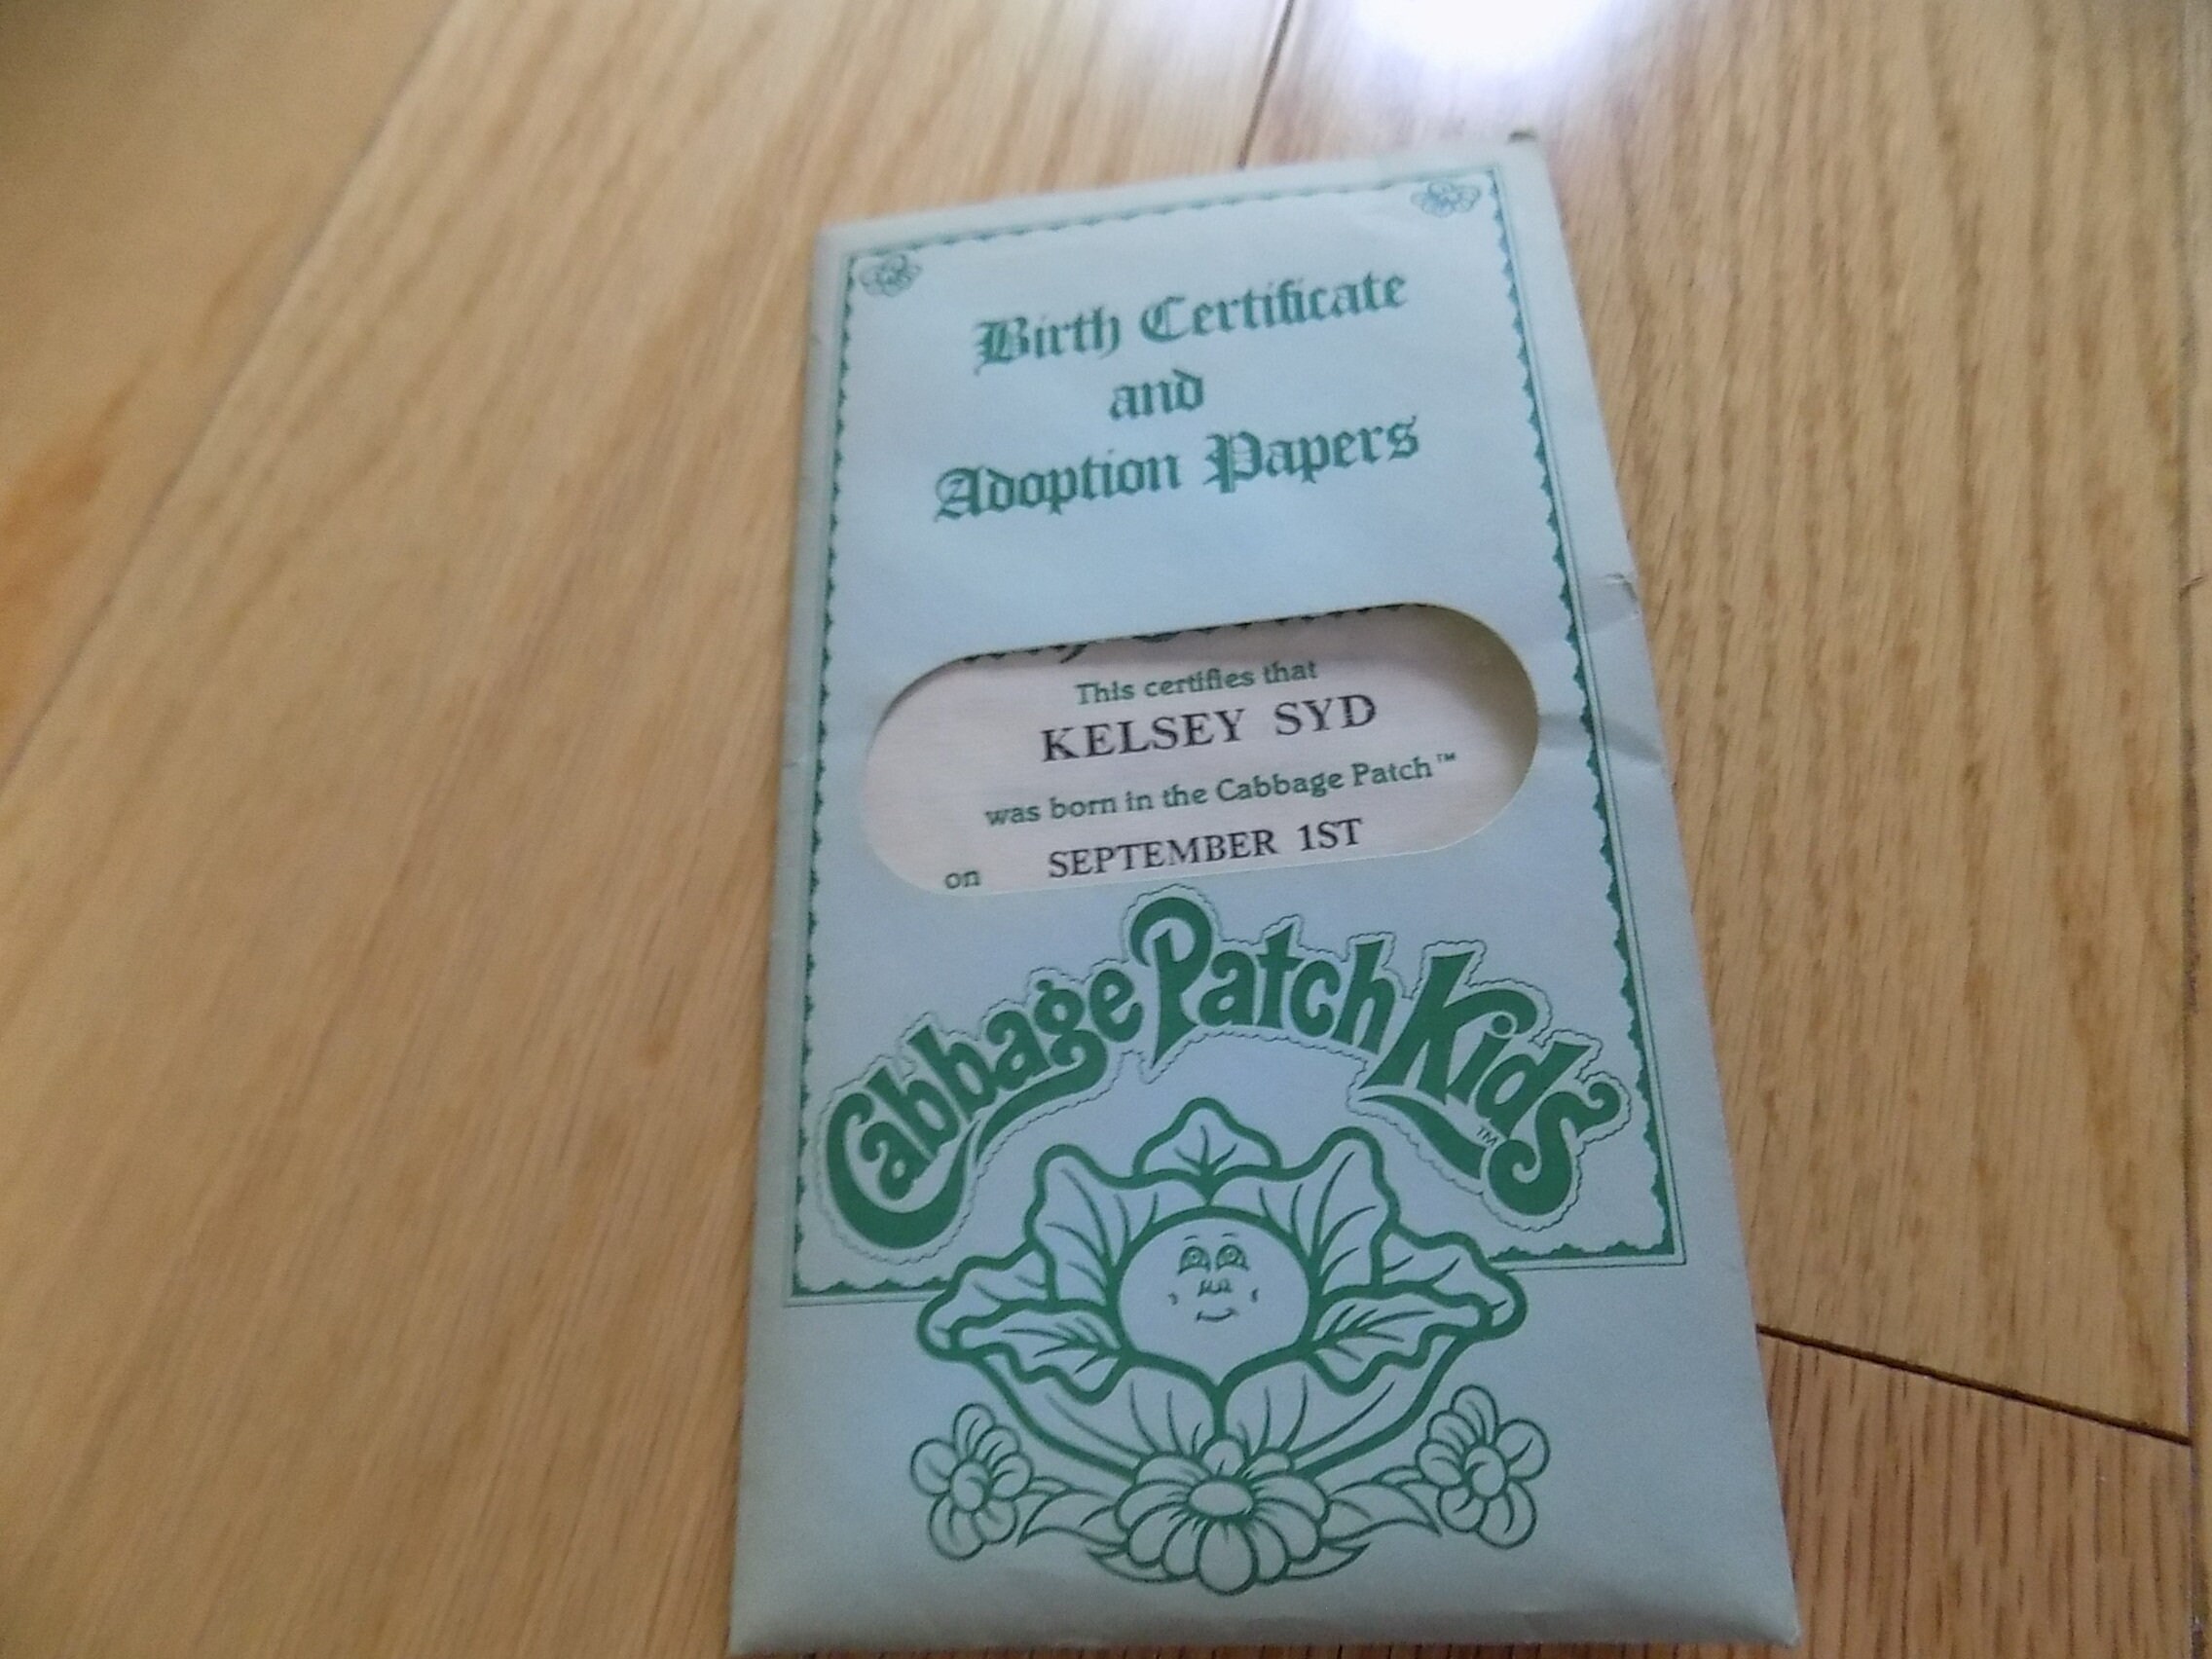 Birth Certificate
and
Adoption Papers
This certifies that
KELSEY SYD
was born in the Cabbage Patch™
on SEPTEMBER 1ST
Cabbage Patch Kids™